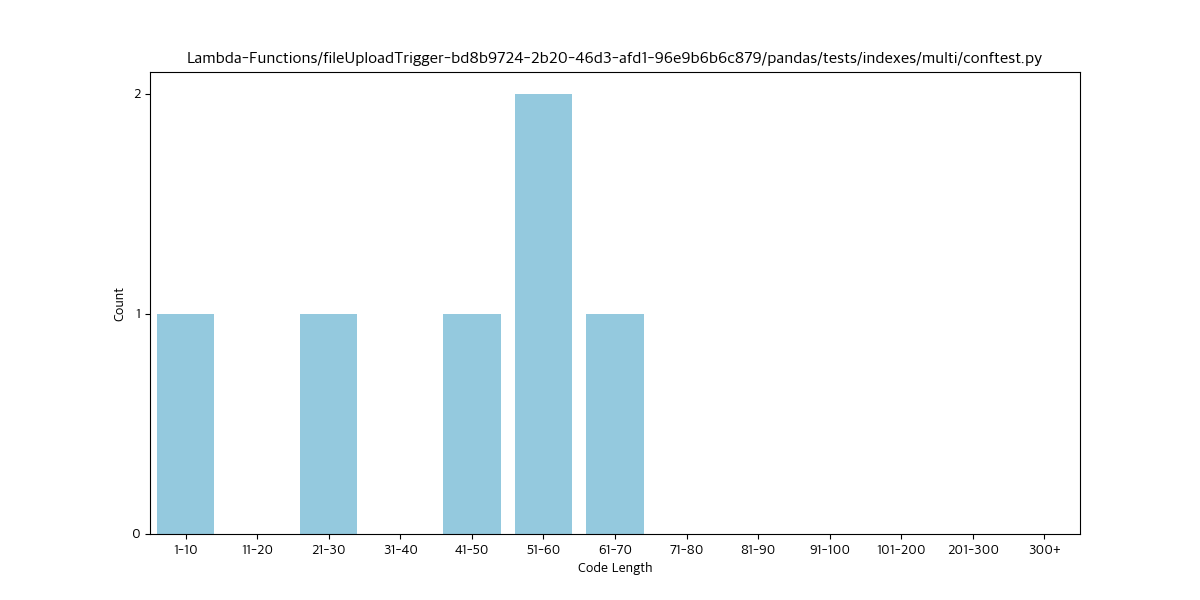 Lambda-Functions/fileUploadTrigger-bd8b9724-2b20-46d3-afd1-96e9b6b6c879/pandas/tests/indexes/multi/conftest.py
2
1
0
Count
1-10 11-20 21-30 31-40 41-50 51-60 61-70 71-80 81-90 91-100 101-200 201-300 300+
Code Length